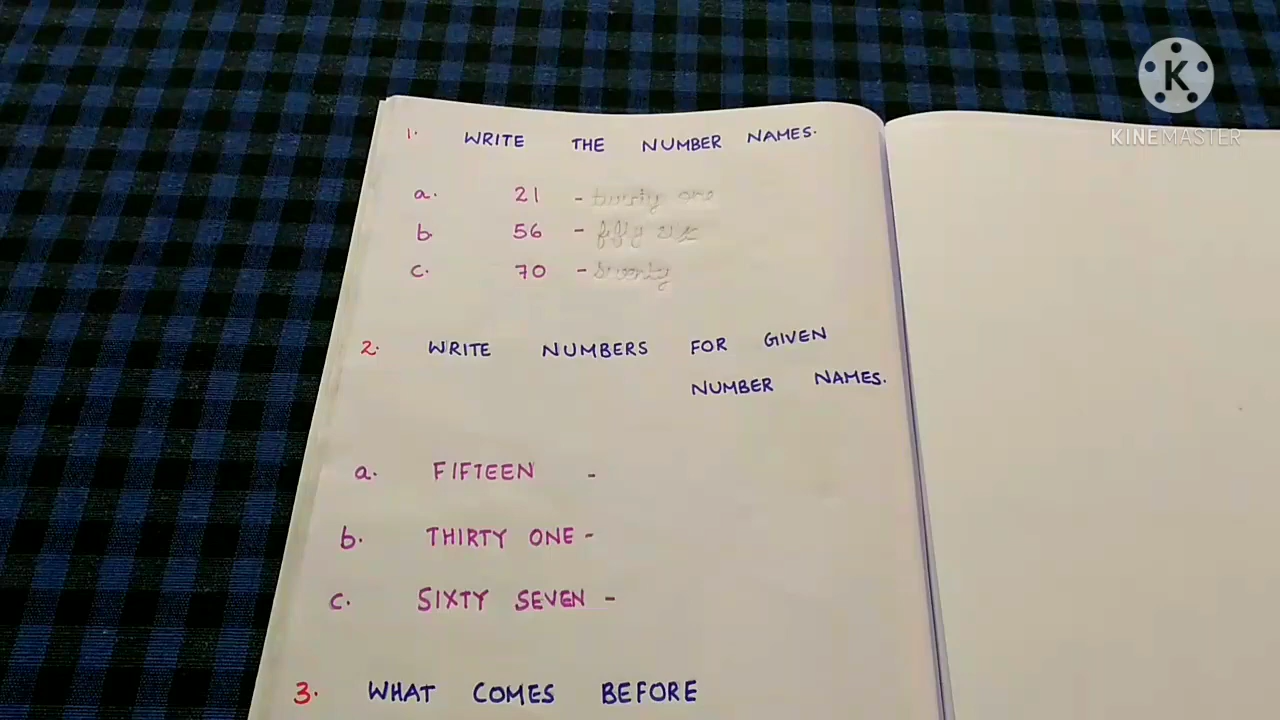 K
KINEMASTER
1. WRITE THE NUMBER NAMES.
a. 21 - twenty one
b. 56 - fifty six
c. 70 - seventy
2. WRITE NUMBERS FOR GIVEN
NUMBER NAMES.
a. FIFTEEN -
b. THIRTY ONE -
c. SIXTY SEVEN -
3. WHAT COMES BEFORE